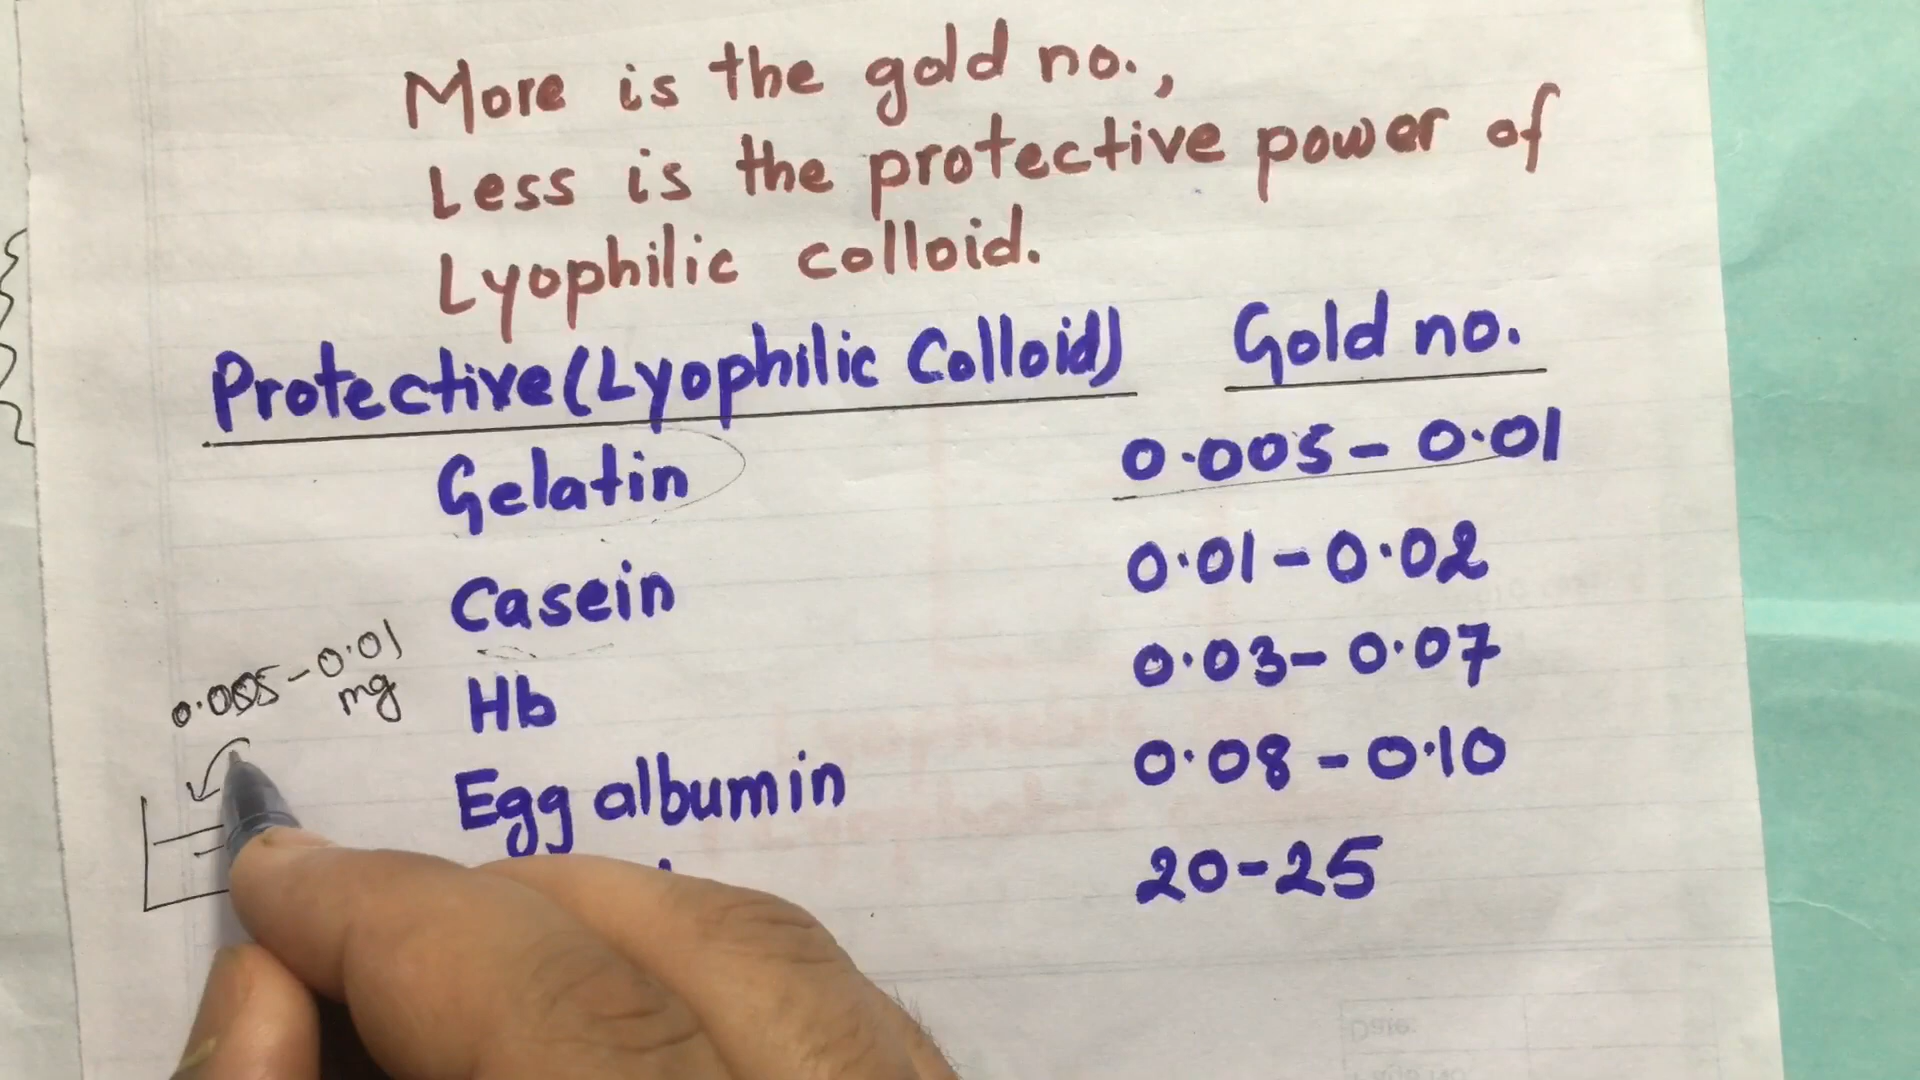 More is the gold no.,
Less is the protective power of
Lyophilic colloid.
Protective (Lyophilic Colloid) Gold no.
Gelatin 0.005 - 0.01
Casein 0.01 - 0.02
Hb 0.03 - 0.07
Egg albumin 0.08 - 0.10
20 - 25
0.005 - 0.01
mg
Date: